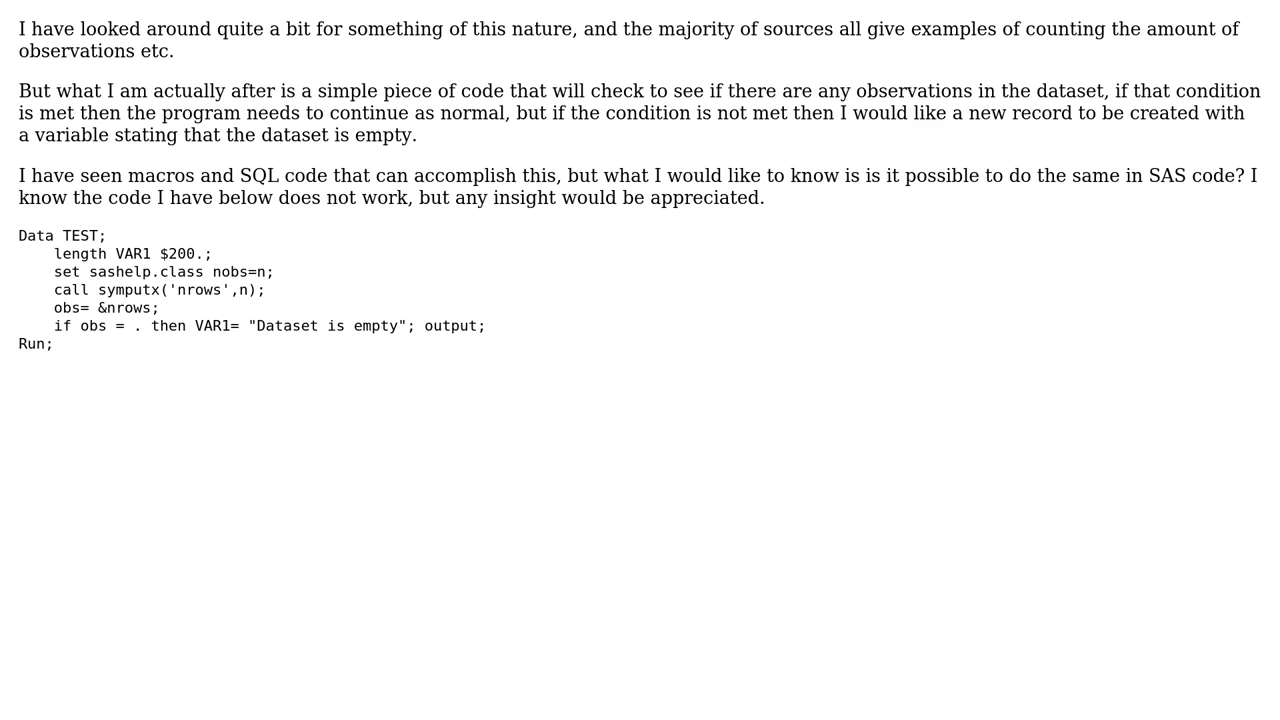 I have looked around quite a bit for something of this nature, and the majority of sources all give examples of counting the amount of
observations etc.
But what I am actually after is a simple piece of code that will check to see if there are any observations in the dataset, if that condition
is met then the program needs to continue as normal, but if the condition is not met then I would like a new record to be created with
a variable stating that the dataset is empty.
I have seen macros and SQL code that can accomplish this, but what I would like to know is is it possible to do the same in SAS code? I
know the code I have below does not work, but any insight would be appreciated.
Data TEST;
    length VAR1 $200.;
    set sashelp.class nobs=n;
    call symputx('nrows',n);
    obs= &nrows;
    if obs = . then VAR1= "Dataset is empty"; output;
Run;